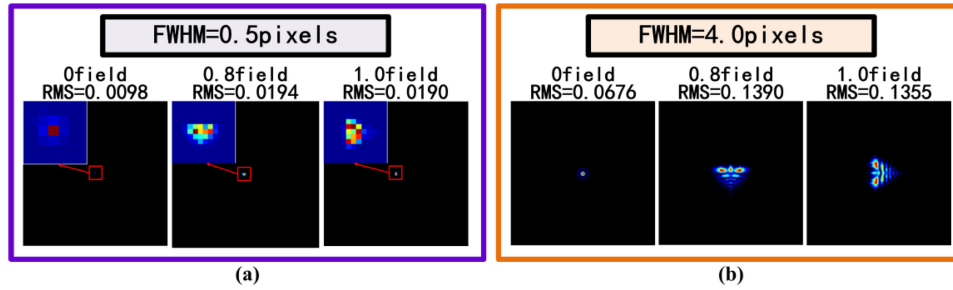 FWHM=0.5pixels
0field
RMS=0.0098
0.8field
RMS=0.0194
1.0field
RMS=0.0190
(a)
FWHM=4.0pixels
0field
RMS=0.0676
0.8field
RMS=0.1390
1.0field
RMS=0.1355
(b)